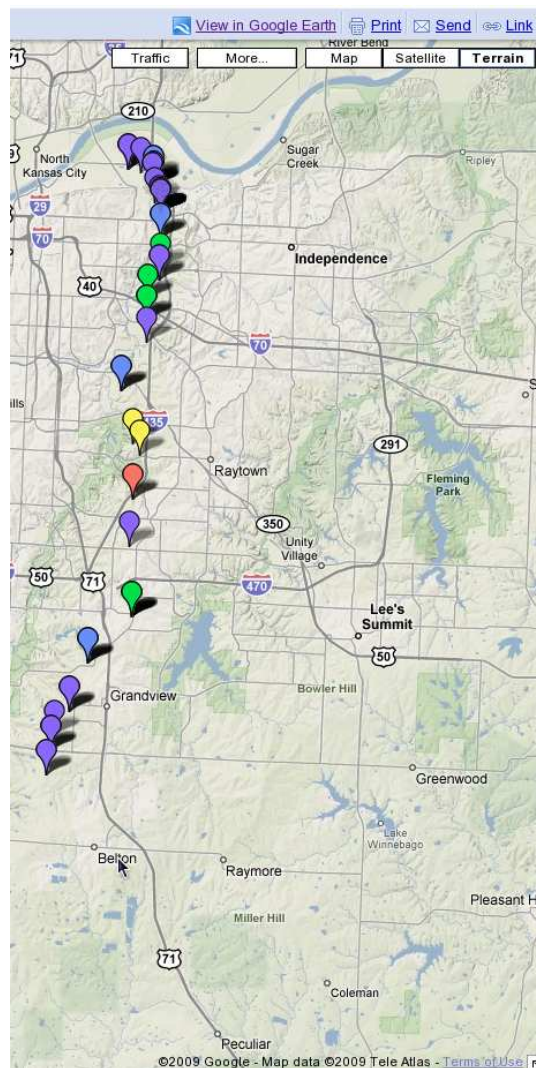 View in Google Earth Print Send Link
River Bend
71
Traffic More... Map Satellite Terrain
210
North
Kansas City
Sugar
Creek
Ripley
29
70
Independence
40
70
435
291
Raytown
Fleming
Park
350
Unity
Village
50
71
470
Lee's
Summit
50
Bowler Hill
Grandview
Greenwood
Lake
Winnebago
Belton
Raymore
Pleasant H
Miller Hill
71
Coleman
Peculiar
©2009 Google - Map data ©2009 Tele Atlas - Terms of Use